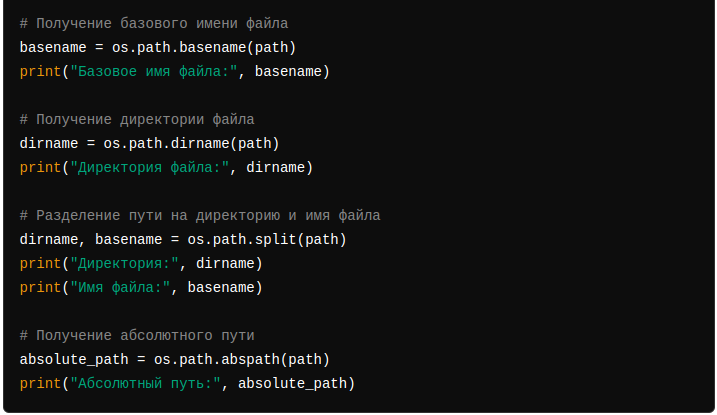 # Получение базового имени файла
basename = os.path.basename(path)
print("Базовое имя файла:", basename)
# Получение директории файла
dirname = os.path.dirname(path)
print("Директория файла:", dirname)
# Разделение пути на директорию и имя файла
dirname, basename = os.path.split(path)
print("Директория:", dirname)
print("Имя файла:", basename)
# Получение абсолютного пути
absolute_path = os.path.abspath(path)
print("Абсолютный путь:", absolute_path)